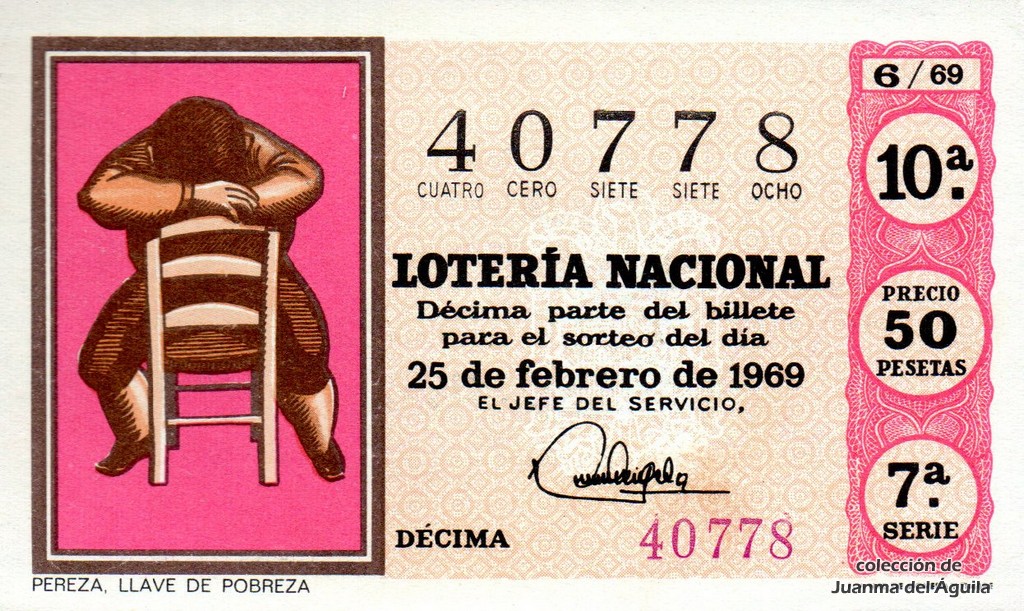 6/69
40778
CUATRO CERO SIETE SIETE OCHO
10ª.
LOTERÍA NACIONAL
Décima parte del billete
para el sorteo del día
25 de febrero de 1969
EL JEFE DEL SERVICIO,
PRECIO
50
PESETAS
7ª.
SERIE
DÉCIMA
40778
PEREZA, LLAVE DE POBREZA
colección de
Juanma del Águila